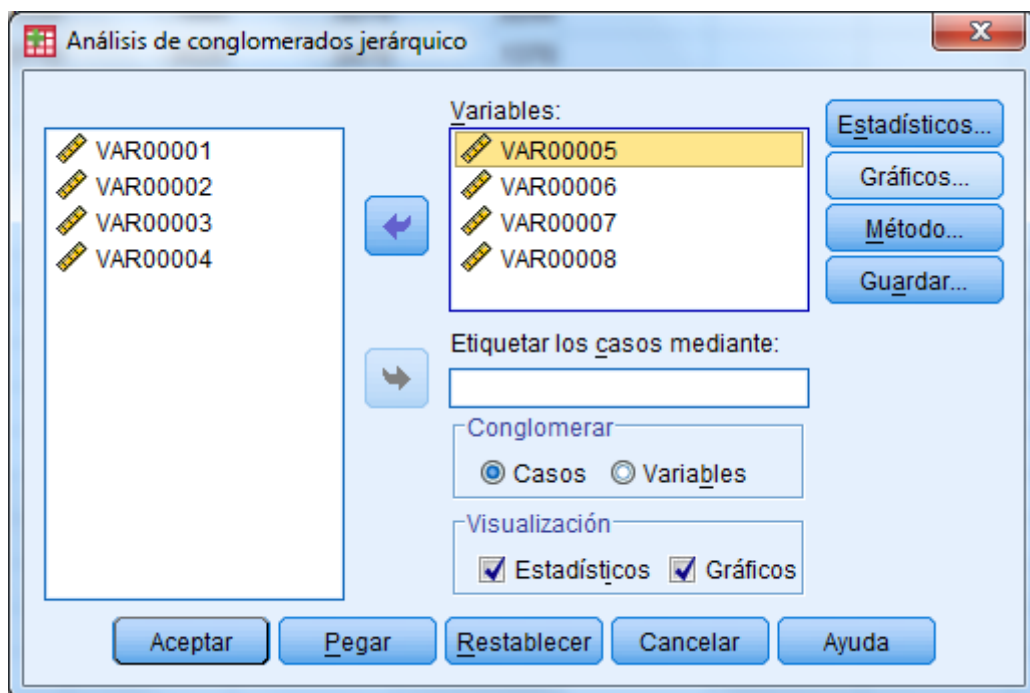 Análisis de conglomerados jerárquico
VAR00001
VAR00002
VAR00003
VAR00004
Variables:
VAR00005
VAR00006
VAR00007
VAR00008
Estadísticos...
Gráficos...
Método...
Guardar...
Etiquetar los casos mediante:
Conglomerar
Casos Variables
Visualización
Estadísticos Gráficos
Aceptar Pegar Restablecer Cancelar Ayuda